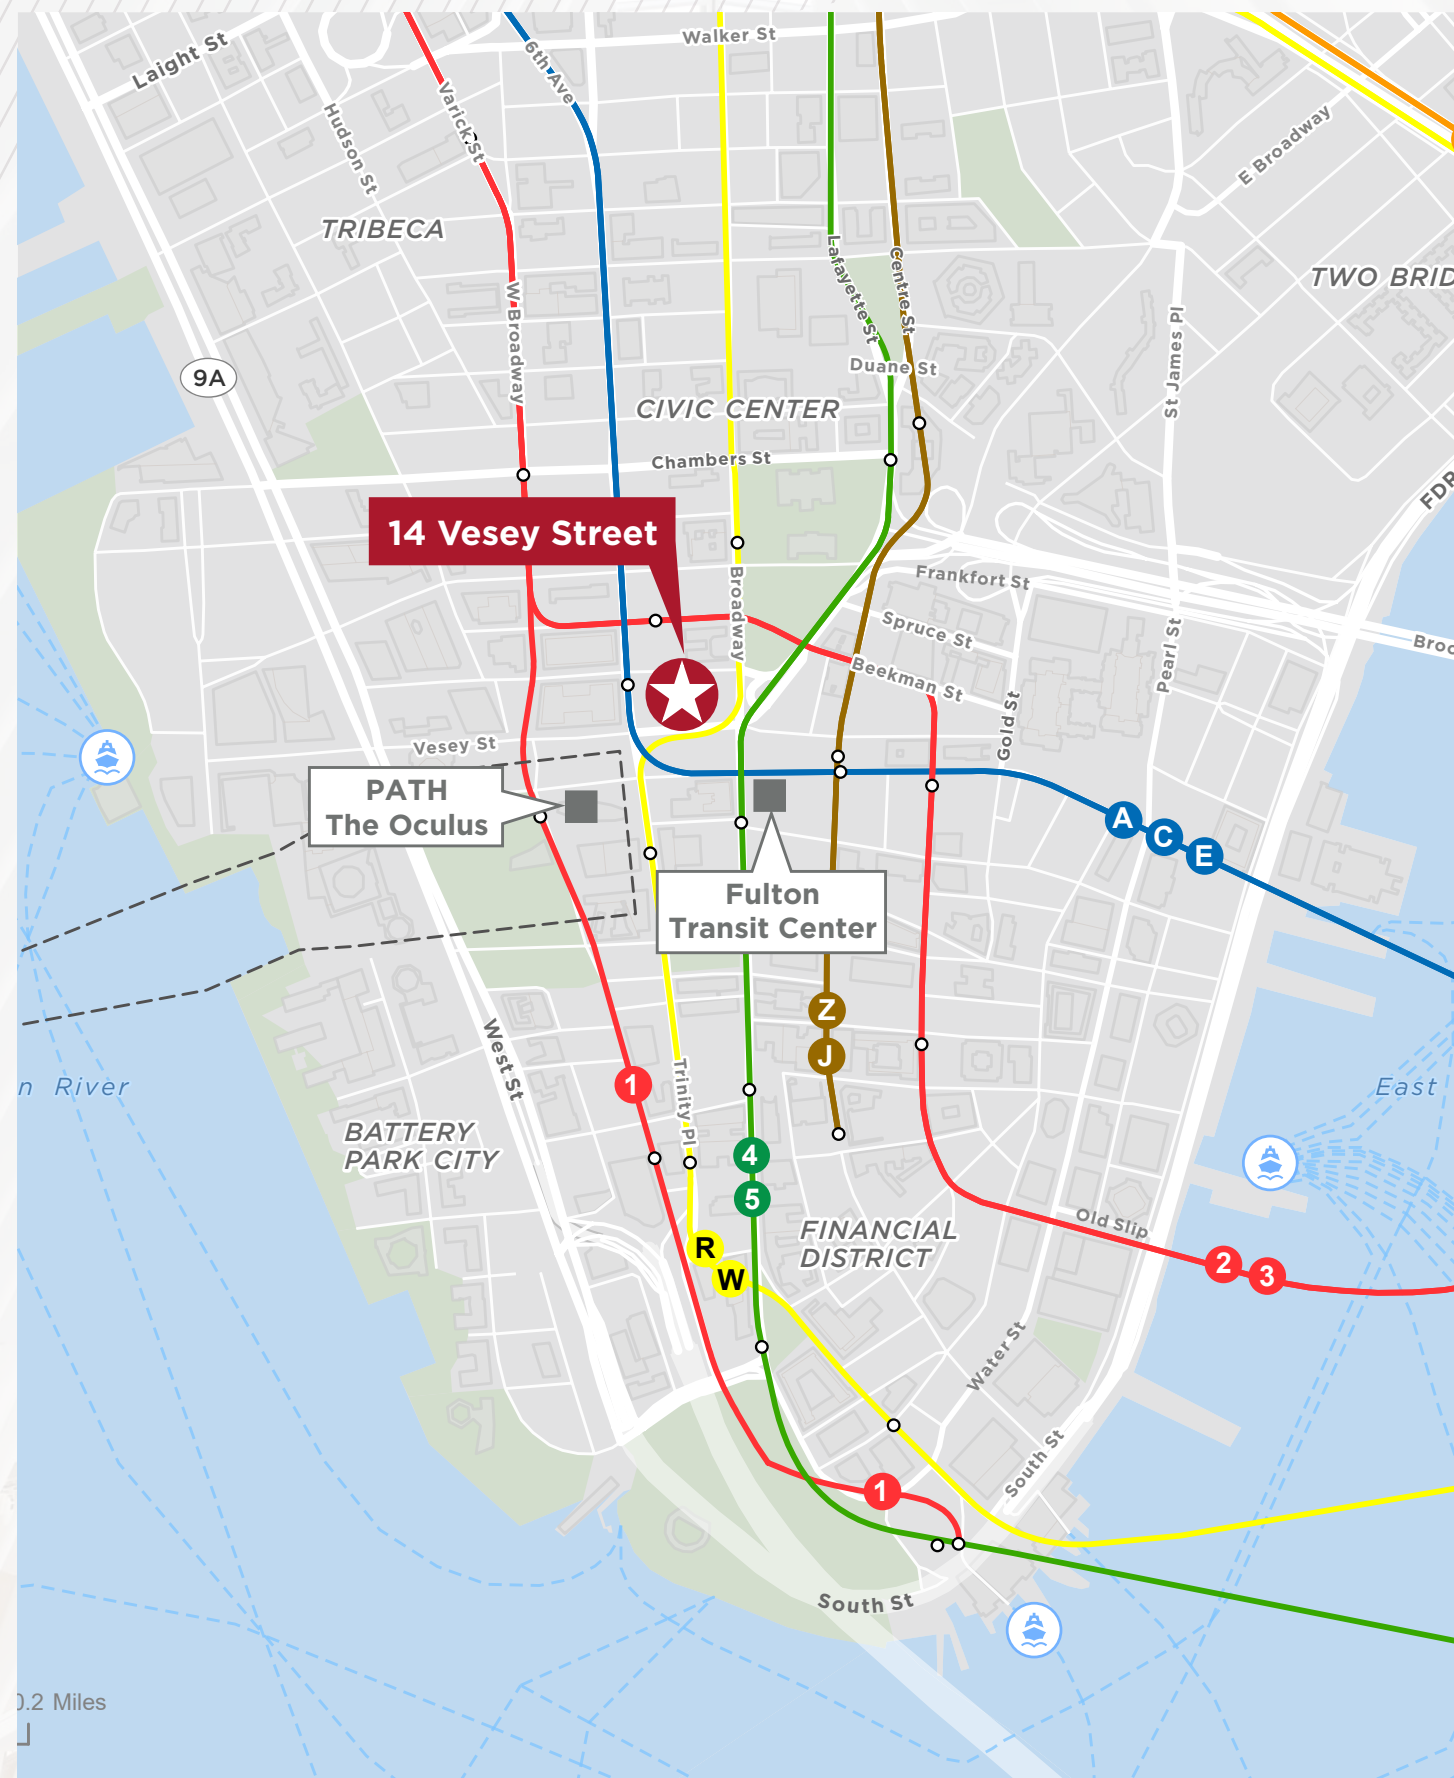 Laight St
6th Ave
Walker St
Varick St
Hudson St
E Broadway
TRIBECA
Lafayette St
Centre St
TWO BRID
W Broadway
St James Pl
9A
Duane St
CIVIC CENTER
Chambers St
FDR
14 Vesey Street
Broadway
Frankfort St
Spruce St
Broo
Pearl St
Beekman St
Gold St
Vesey St
PATH
The Oculus
A
C
E
Fulton
Transit Center
Z
J
West St
Trinity Pl
1
n River
East
BATTERY
PARK CITY
4
5
Old Slip
FINANCIAL
DISTRICT
R
W
2
3
Water St
South St
1
South St
0.2 Miles